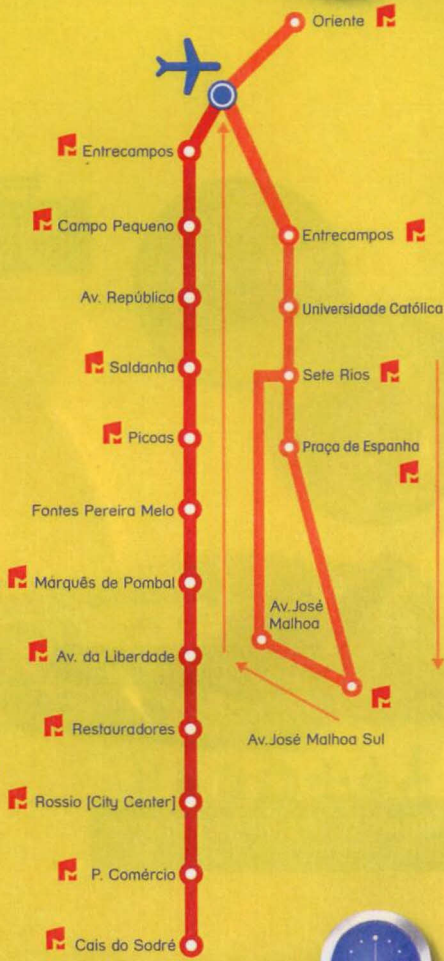 Oriente
Entrecampos
Campo Pequeno
Av. República
Saldanha
Picoas
Fontes Pereira Melo
Marquês de Pombal
Av. da Liberdade
Restauradores
Rossio [City Center]
P. Comércio
Cais do Sodré
Entrecampos
Universidade Católica
Sete Rios
Praça de Espanha
Av. José
Malhoa
Av. José Malhoa Sul